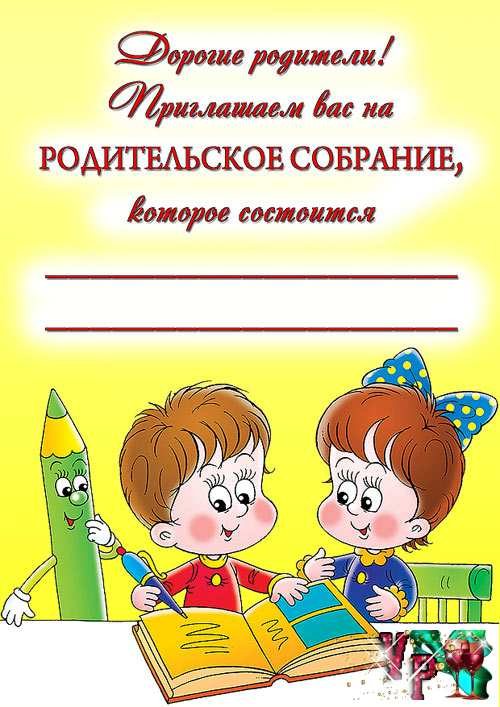 Дорогие родители!
Приглашаем вас на
РОДИТЕЛЬСКОЕ СОБРАНИЕ,
которое состоится